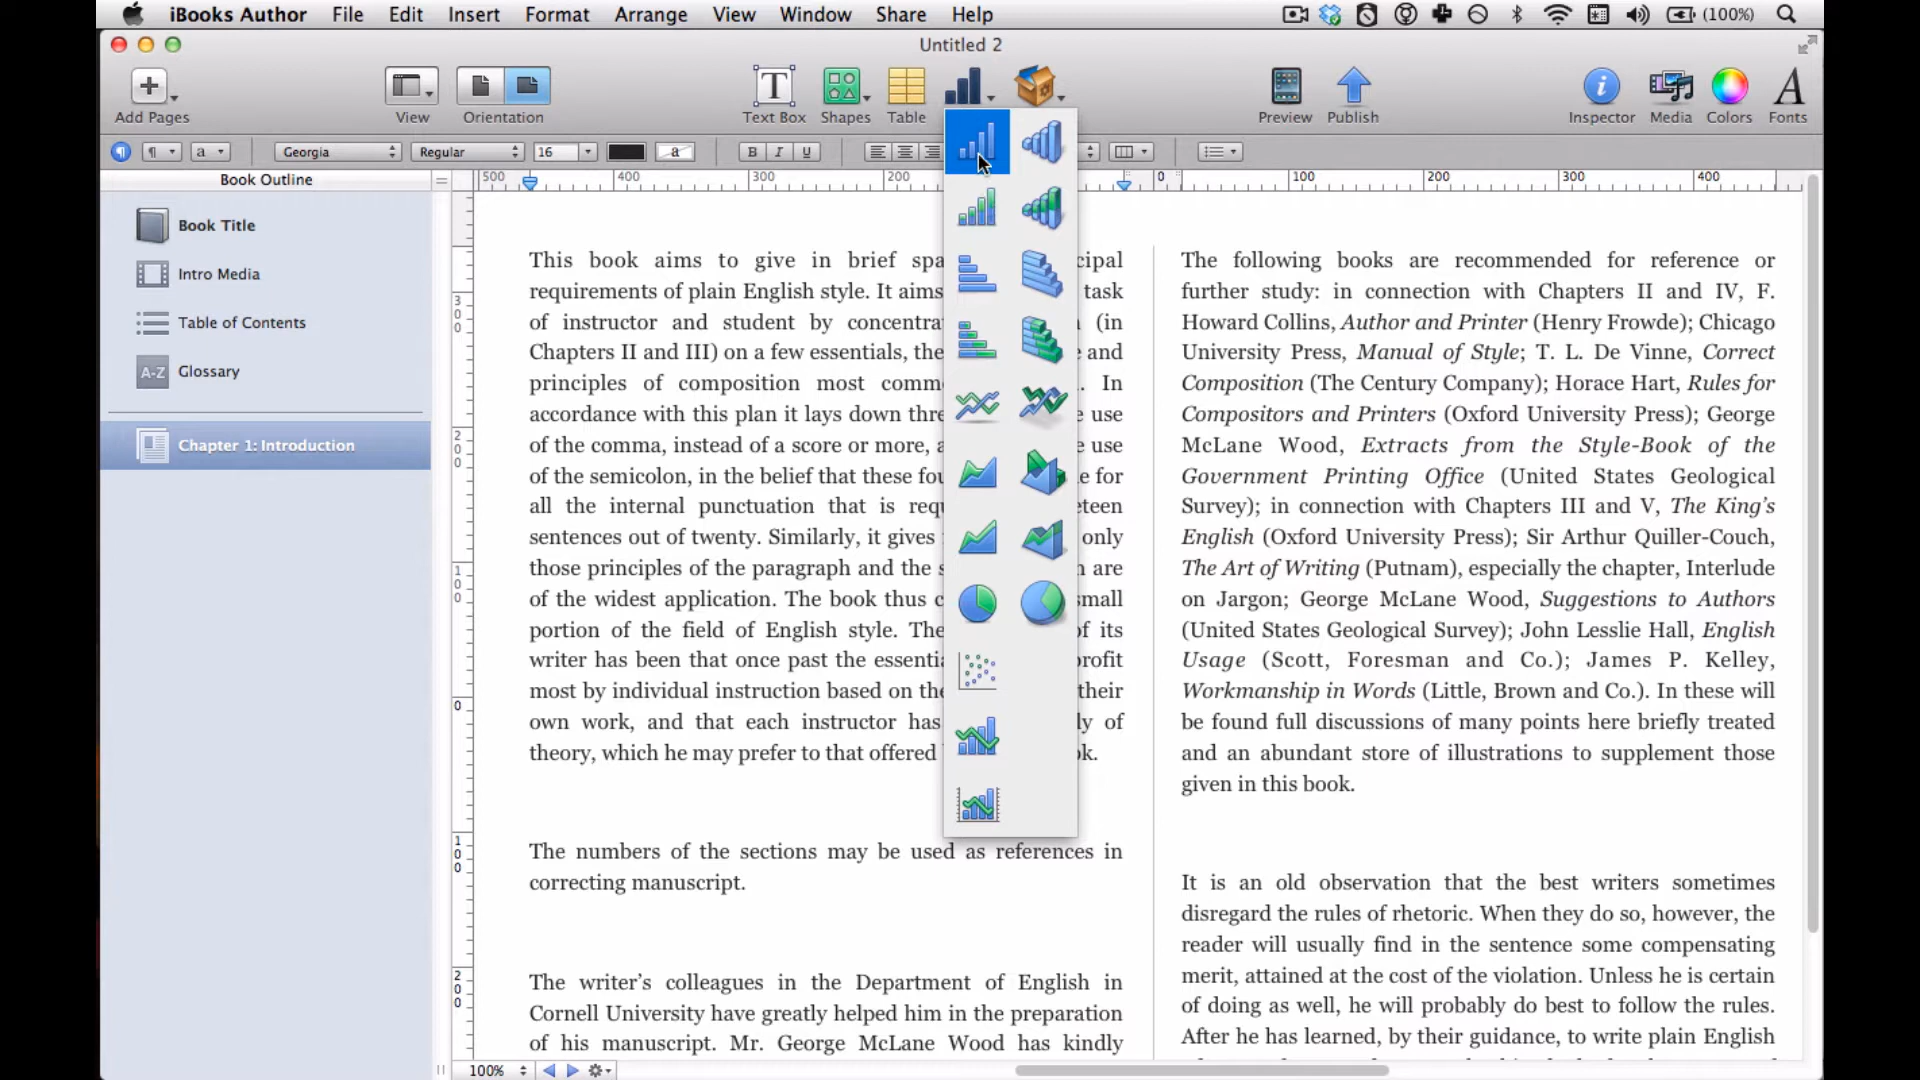 iBooks Author File Edit Insert Format Arrange View Window Share Help (100%)
Untitled 2
T
Add Pages View Orientation Text Box Shapes Table Preview Publish Inspector Media Colors Fonts
¶ a Georgia Regular 16 a B I U
Book Outline
500 400 300 200 0 100 200 300 400
Book Title
Intro Media
Table of Contents
A-Z Glossary
Chapter 1: Introduction
300
200
100
0
100
200
This book aims to give in brief spa cipal
requirements of plain English style. It aims task
of instructor and student by concentra (in
Chapters II and III) on a few essentials, the and
principles of composition most comm . In
accordance with this plan it lays down thre use
of the comma, instead of a score or more, a use
of the semicolon, in the belief that these fou e for
all the internal punctuation that is requ eteen
sentences out of twenty. Similarly, it gives only
those principles of the paragraph and the s are
of the widest application. The book thus c small
portion of the field of English style. The of its
writer has been that once past the essentia profit
most by individual instruction based on the their
own work, and that each instructor has ly of
theory, which he may prefer to that offered k.
The numbers of the sections may be used as references in
correcting manuscript.
The writer’s colleagues in the Department of English in
Cornell University have greatly helped him in the preparation
of his manuscript. Mr. George McLane Wood has kindly
The following books are recommended for reference or
further study: in connection with Chapters II and IV, F.
Howard Collins, Author and Printer (Henry Frowde); Chicago
University Press, Manual of Style; T. L. De Vinne, Correct
Composition (The Century Company); Horace Hart, Rules for
Compositors and Printers (Oxford University Press); George
McLane Wood, Extracts from the Style-Book of the
Government Printing Office (United States Geological
Survey); in connection with Chapters III and V, The King’s
English (Oxford University Press); Sir Arthur Quiller-Couch,
The Art of Writing (Putnam), especially the chapter, Interlude
on Jargon; George McLane Wood, Suggestions to Authors
(United States Geological Survey); John Lesslie Hall, English
Usage (Scott, Foresman and Co.); James P. Kelley,
Workmanship in Words (Little, Brown and Co.). In these will
be found full discussions of many points here briefly treated
and an abundant store of illustrations to supplement those
given in this book.
It is an old observation that the best writers sometimes
disregard the rules of rhetoric. When they do so, however, the
reader will usually find in the sentence some compensating
merit, attained at the cost of the violation. Unless he is certain
of doing as well, he will probably do best to follow the rules.
After he has learned, by their guidance, to write plain English
100%